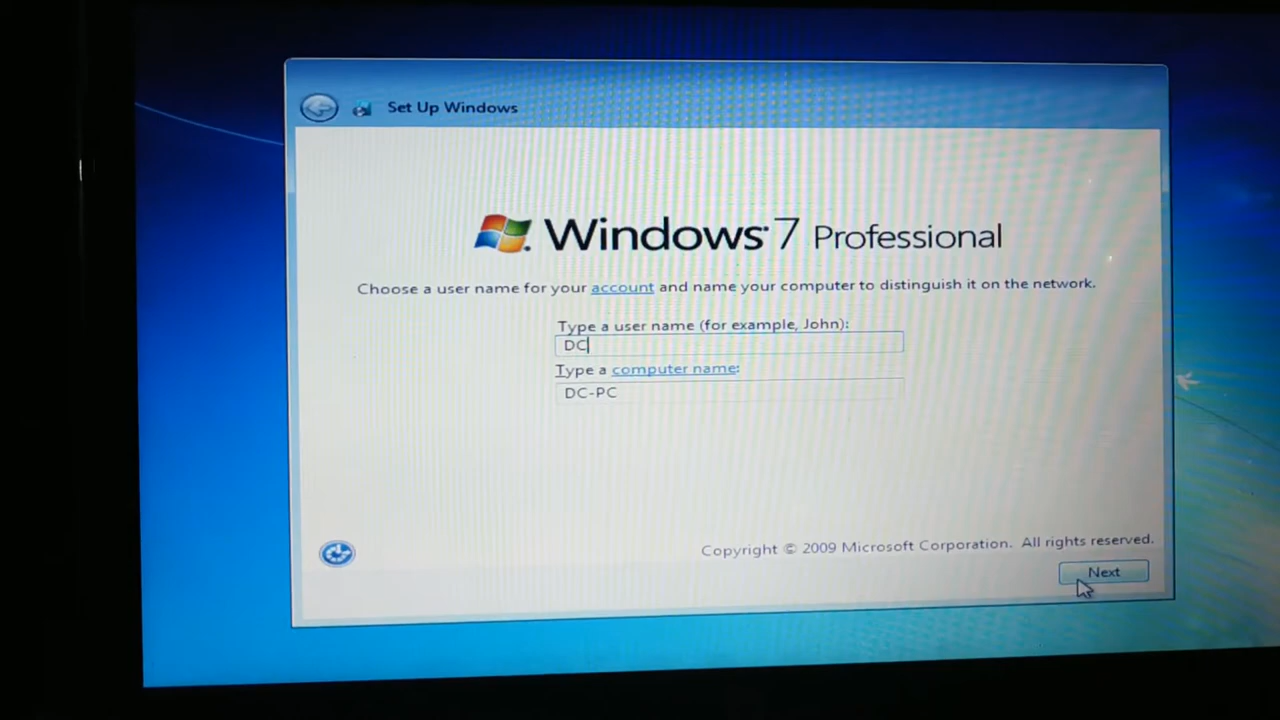 Set Up Windows
Windows 7 Professional
Choose a user name for your account and name your computer to distinguish it on the network.
Type a user name (for example, John):
DC
Type a computer name:
DC-PC
Copyright © 2009 Microsoft Corporation. All rights reserved.
Next